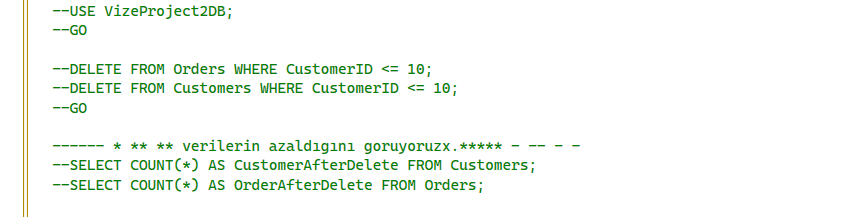 --USE VizeProject2DB;
--GO
--DELETE FROM Orders WHERE CustomerID <= 10;
--DELETE FROM Customers WHERE CustomerID <= 10;
--GO
------ * ** ** verilerin azaldıgını goruyoruzx.***** - -- - -
--SELECT COUNT(*) AS CustomerAfterDelete FROM Customers;
--SELECT COUNT(*) AS OrderAfterDelete FROM Orders;